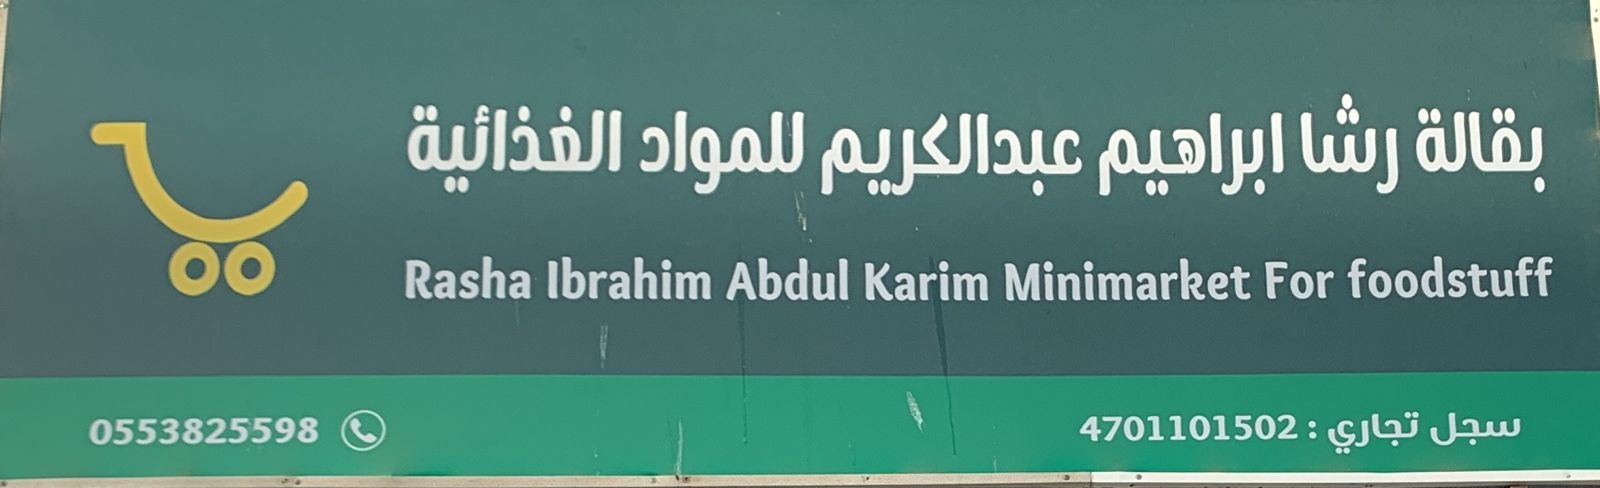 بقالة رشا ابراهيم عبدالكريم للمواد الغذائية
Rasha Ibrahim Abdul Karim Minimarket For foodstuff
سجل تجاري : 4701101502
0553825598